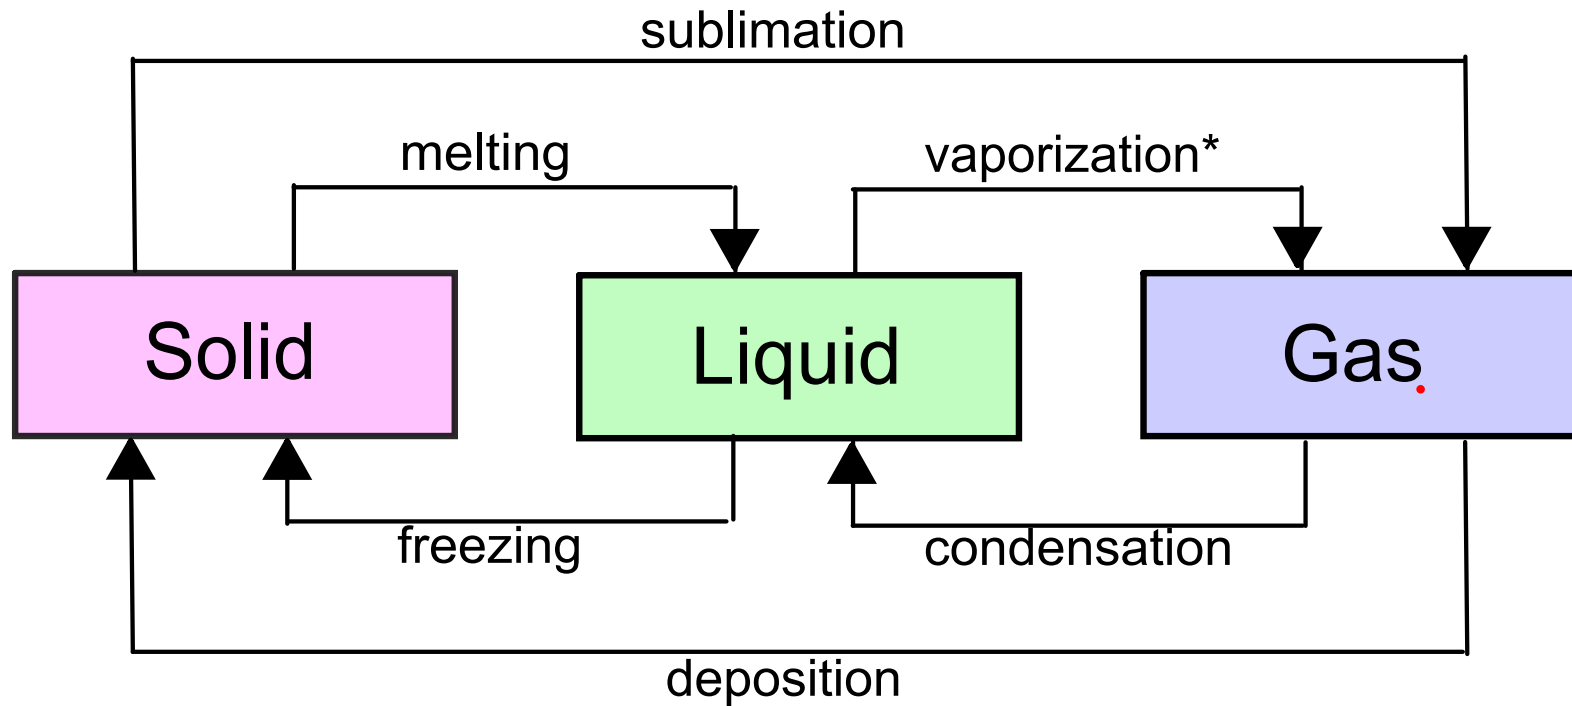 sublimation
melting
vaporization*
Solid
Liquid
Gas
freezing
condensation
deposition